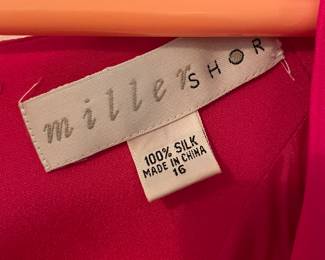 miller SHOR
100% SILK
MADE IN CHINA
16